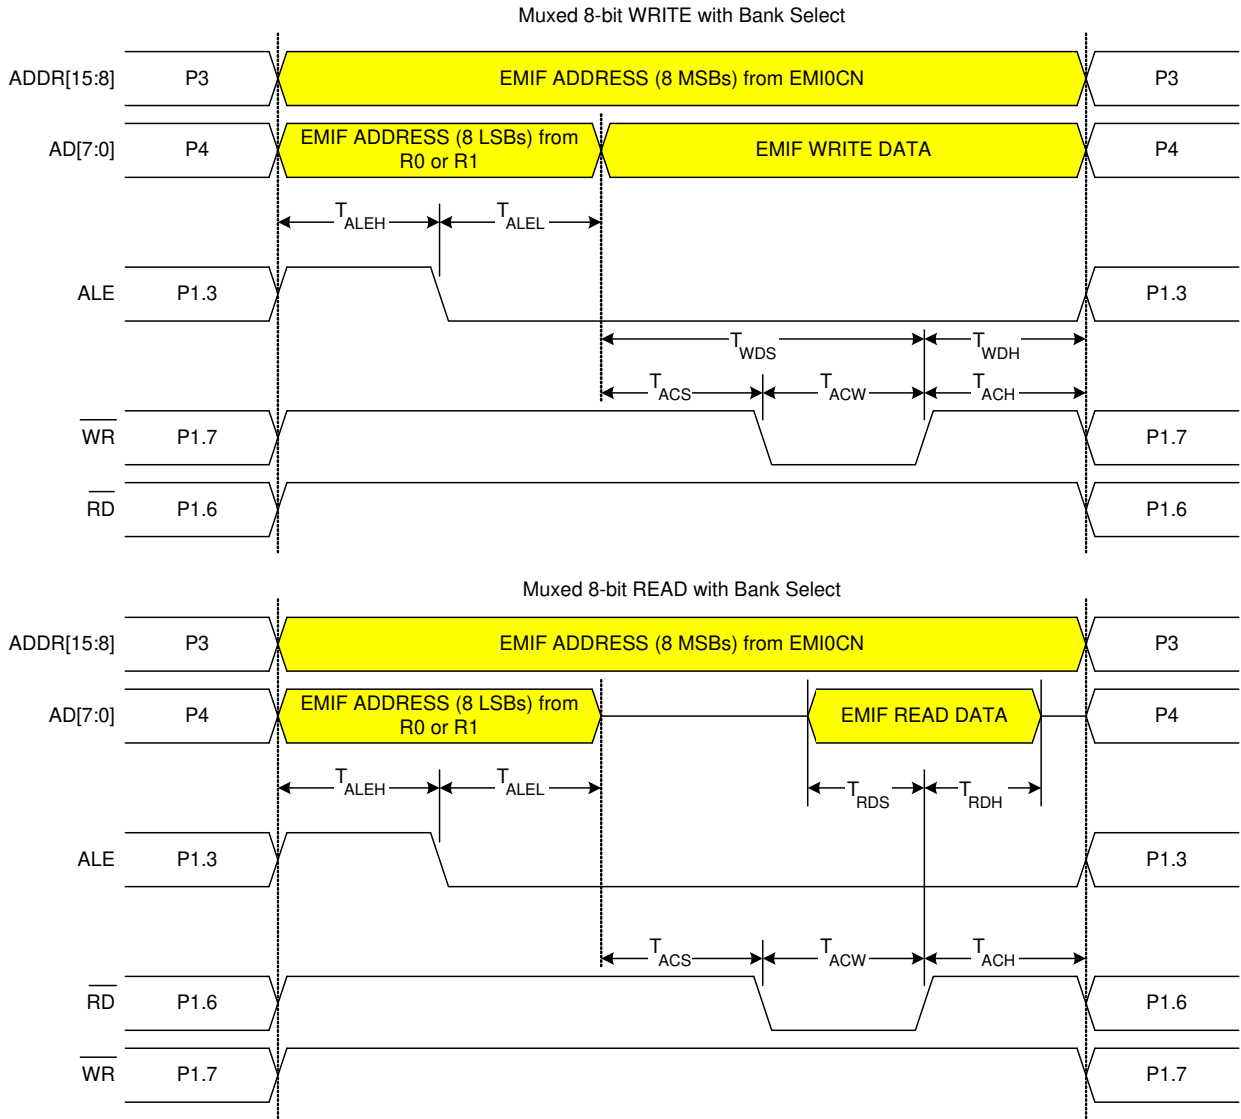 Muxed 8-bit WRITE with Bank Select
ADDR[15:8] P3 EMIF ADDRESS (8 MSBs) from EMI0CN P3
AD[7:0] P4 EMIF ADDRESS (8 LSBs) from R0 or R1 EMIF WRITE DATA P4
TALEH TALEL
ALE P1.3 P1.3
TWDS TWDH
TACS TACW TACH
WR P1.7 P1.7
RD P1.6 P1.6
Muxed 8-bit READ with Bank Select
ADDR[15:8] P3 EMIF ADDRESS (8 MSBs) from EMI0CN P3
AD[7:0] P4 EMIF ADDRESS (8 LSBs) from R0 or R1 EMIF READ DATA P4
TALEH TALEL TRDS TRDH
ALE P1.3 P1.3
TACS TACW TACH
RD P1.6 P1.6
WR P1.7 P1.7